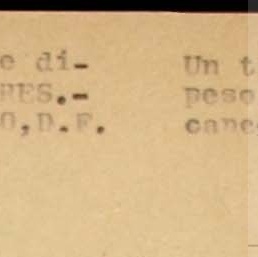 e di- Un t
RES.- peso
O,D.F. canc